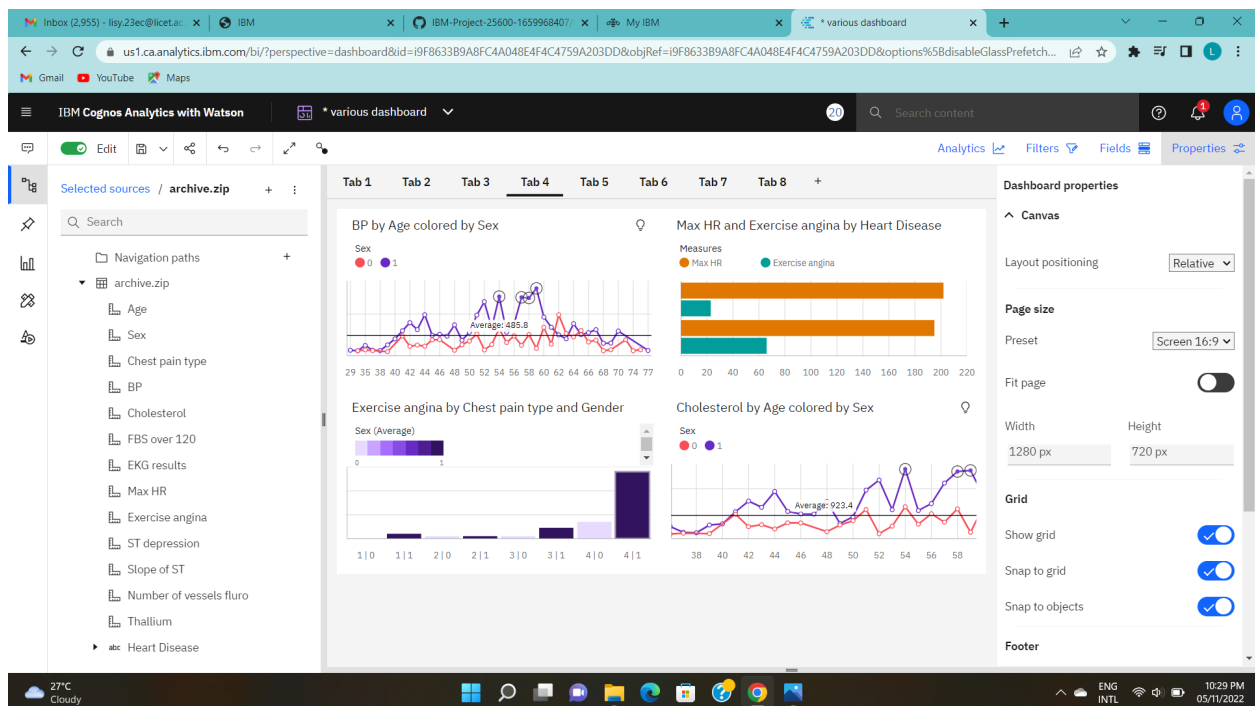 Inbox (2,955) - lisy.23ec@licet.ac.
IBM
IBM-Project-25600-1659968407/
My IBM
* various dashboard
us1.ca.analytics.ibm.com/bi/?perspective=dashboard&id=i9F8633B9A8FC4A048E4F4C4759A203DD&objRef=i9F8633B9A8FC4A048E4F4C4759A203DD&options%5BdisableGlassPrefetch...
L
Gmail
YouTube
Maps
IBM Cognos Analytics with Watson
* various dashboard
20
Search content
1
Edit
Analytics
Filters
Fields
Properties
Selected sources / archive.zip
Search
Navigation paths
archive.zip
Age
Sex
Chest pain type
BP
Cholesterol
FBS over 120
EKG results
Max HR
Exercise angina
ST depression
Slope of ST
Number of vessels fluro
Thallium
abc Heart Disease
Tab 1 Tab 2 Tab 3 Tab 4 Tab 5 Tab 6 Tab 7 Tab 8 +
BP by Age colored by Sex
Sex
0 1
Average: 485.8
29 35 38 40 42 44 46 48 50 52 54 56 58 60 62 64 66 68 70 74 77
Max HR and Exercise angina by Heart Disease
Measures
Max HR Exercise angina
0 20 40 60 80 100 120 140 160 180 200 220
Exercise angina by Chest pain type and Gender
Sex (Average)
0 1
1|0 1|1 2|0 2|1 3|0 3|1 4|0 4|1
Cholesterol by Age colored by Sex
Sex
0 1
Average: 923.4
38 40 42 44 46 48 50 52 54 56 58
Dashboard properties
Canvas
Layout positioning
Relative
Page size
Preset
Screen 16:9
Fit page
Width Height
1280 px 720 px
Grid
Show grid
Snap to grid
Snap to objects
Footer
27°C
Cloudy
ENG
INTL
10:29 PM
05/11/2022